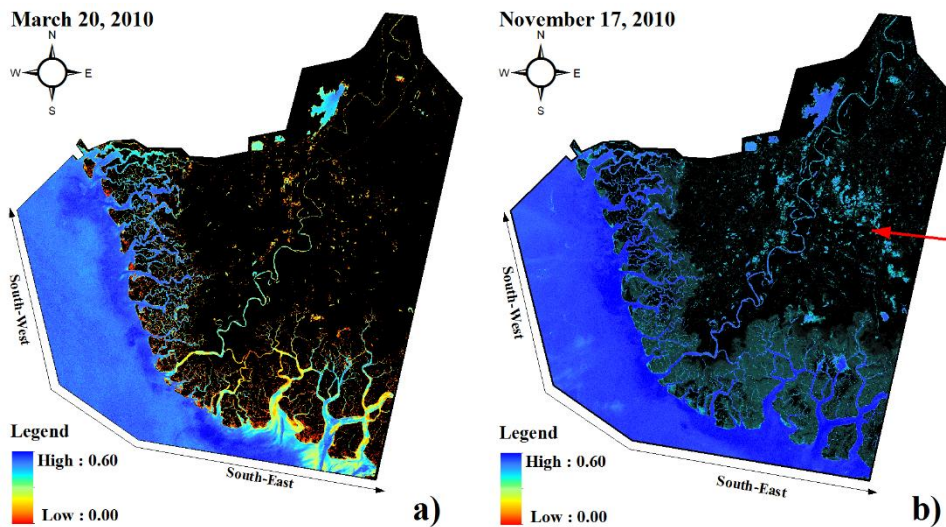 March 20, 2010
N
W E
S
South-West
South-East
Legend
High : 0.60
Low : 0.00
a)
November 17, 2010
N
W E
S
South-West
South-East
Legend
High : 0.60
Low : 0.00
b)